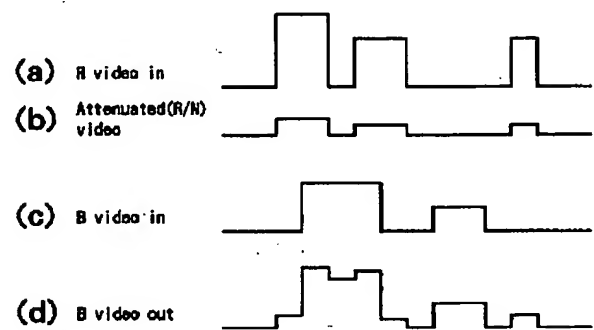 (a) R video in
(b) Attenuated(R/N)
video
(c) B video in
(d) B video out